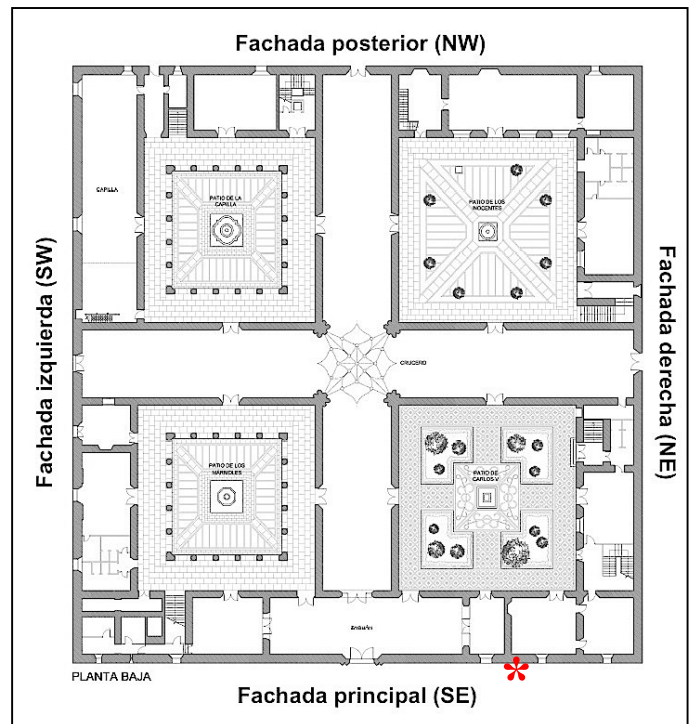 Fachada posterior (NW)
CAPILLA
PATIO DE LA
CAPILLA
PATIO DE LOS
INOCENTES
Fachada izquierda (SW)
Fachada derecha (NE)
CRUCERO
PATIO DE LOS
MÁRMOLES
PATIO DE
CARLOS V
ZAGUÁN
PLANTA BAJA
Fachada principal (SE)